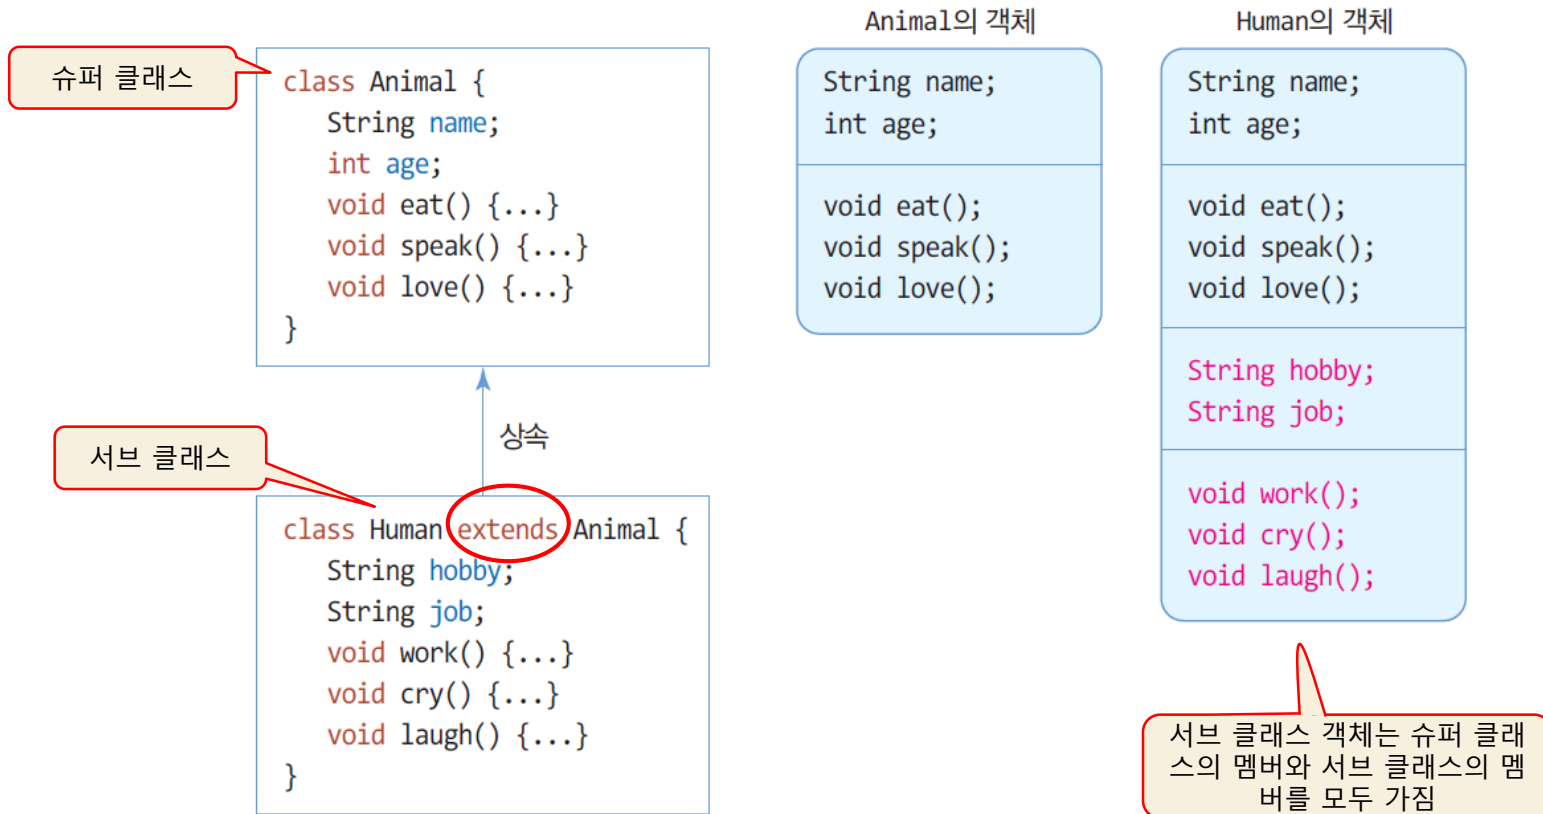 슈퍼 클래스
class Animal {
String name;
int age;
void eat() {...}
void speak() {...}
void love() {...}
}
상속
서브 클래스
class Human extends Animal {
String hobby;
String job;
void work() {...}
void cry() {...}
void laugh() {...}
}
Animal의 객체
String name;
int age;
void eat();
void speak();
void love();
Human의 객체
String name;
int age;
void eat();
void speak();
void love();
String hobby;
String job;
void work();
void cry();
void laugh();
서브 클래스 객체는 슈퍼 클래
스의 멤버와 서브 클래스의 멤
버를 모두 가짐